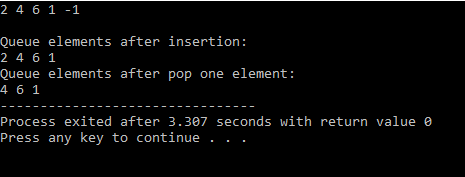 2 4 6 1 -1
Queue elements after insertion:
2 4 6 1
Queue elements after pop one element:
4 6 1
--------------------------------
Process exited after 3.307 seconds with return value 0
Press any key to continue . . .